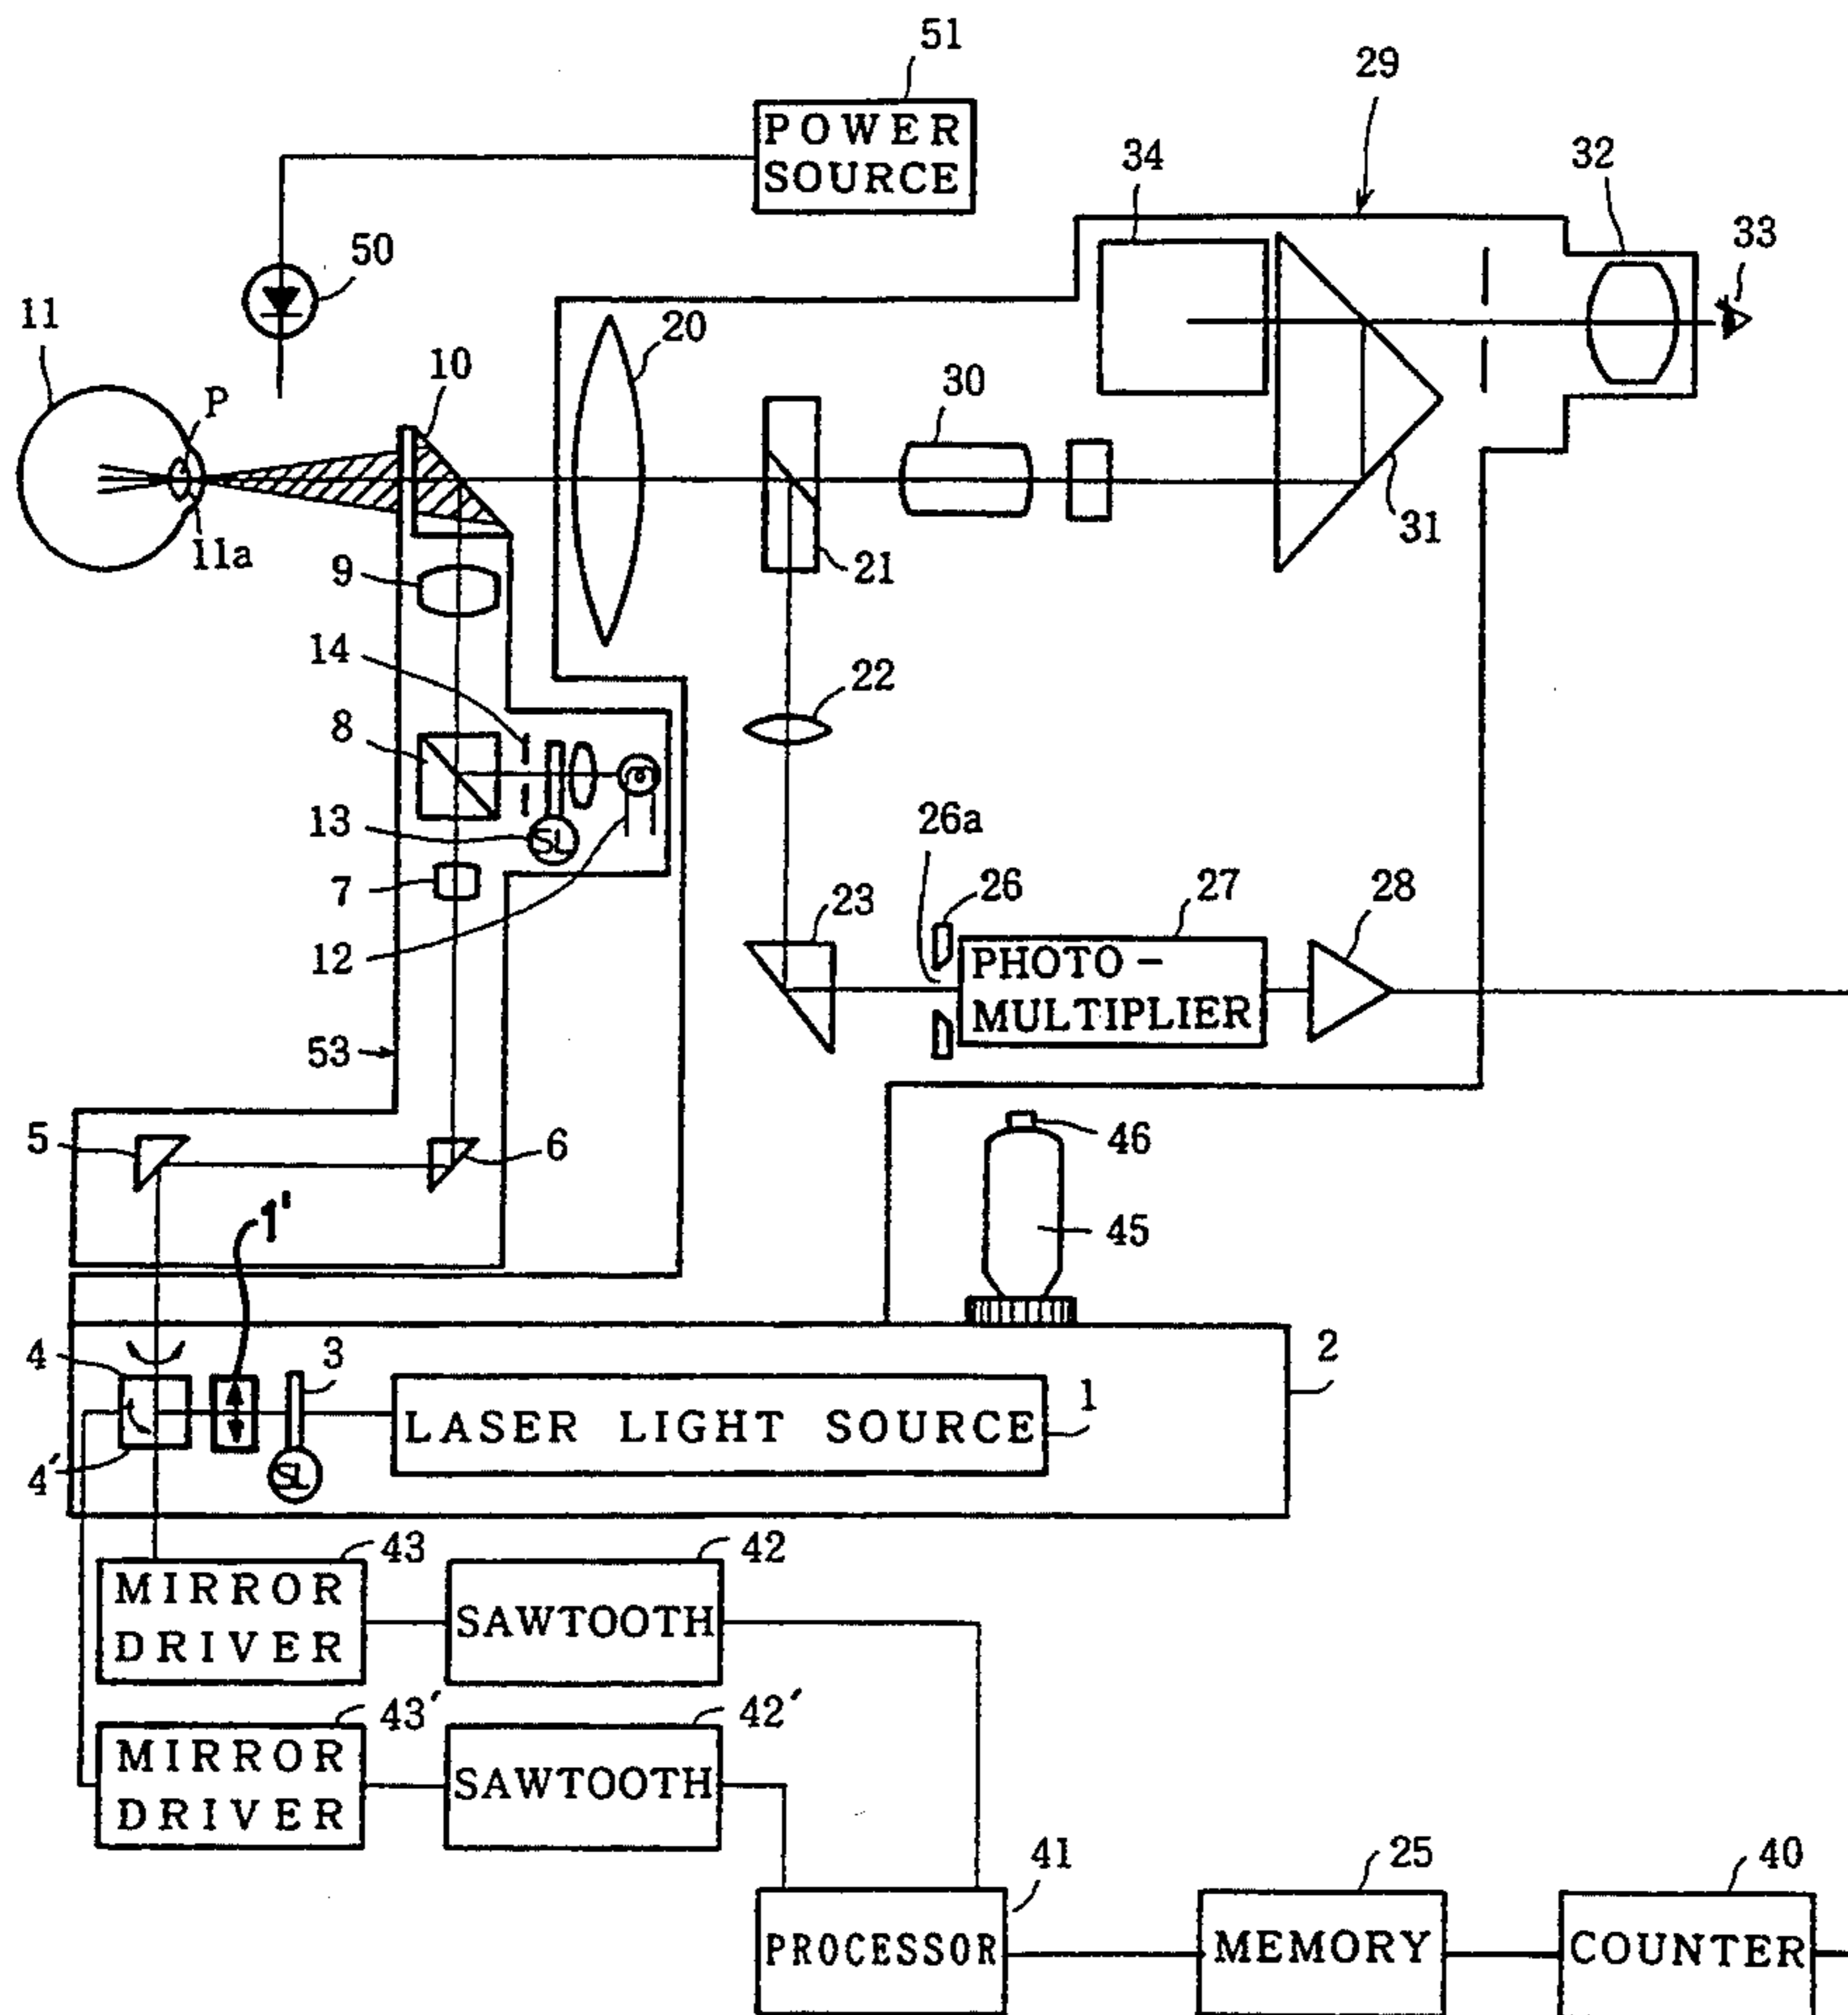 51
29
POWER
SOURCE
34
32
33
50
11
20
10
30
P
11a
9
21
31
14
22
8
13
SL
26a
7
23
26
27
28
12
PHOTO-
MULTIPLIER
53
46
5
6
1'
45
4
3
2
1
LASER LIGHT SOURCE
4'
SL
43
42
MIRROR
DRIVER
SAWTOOTH
43'
42'
MIRROR
DRIVER
SAWTOOTH
41
25
40
PROCESSOR
MEMORY
COUNTER